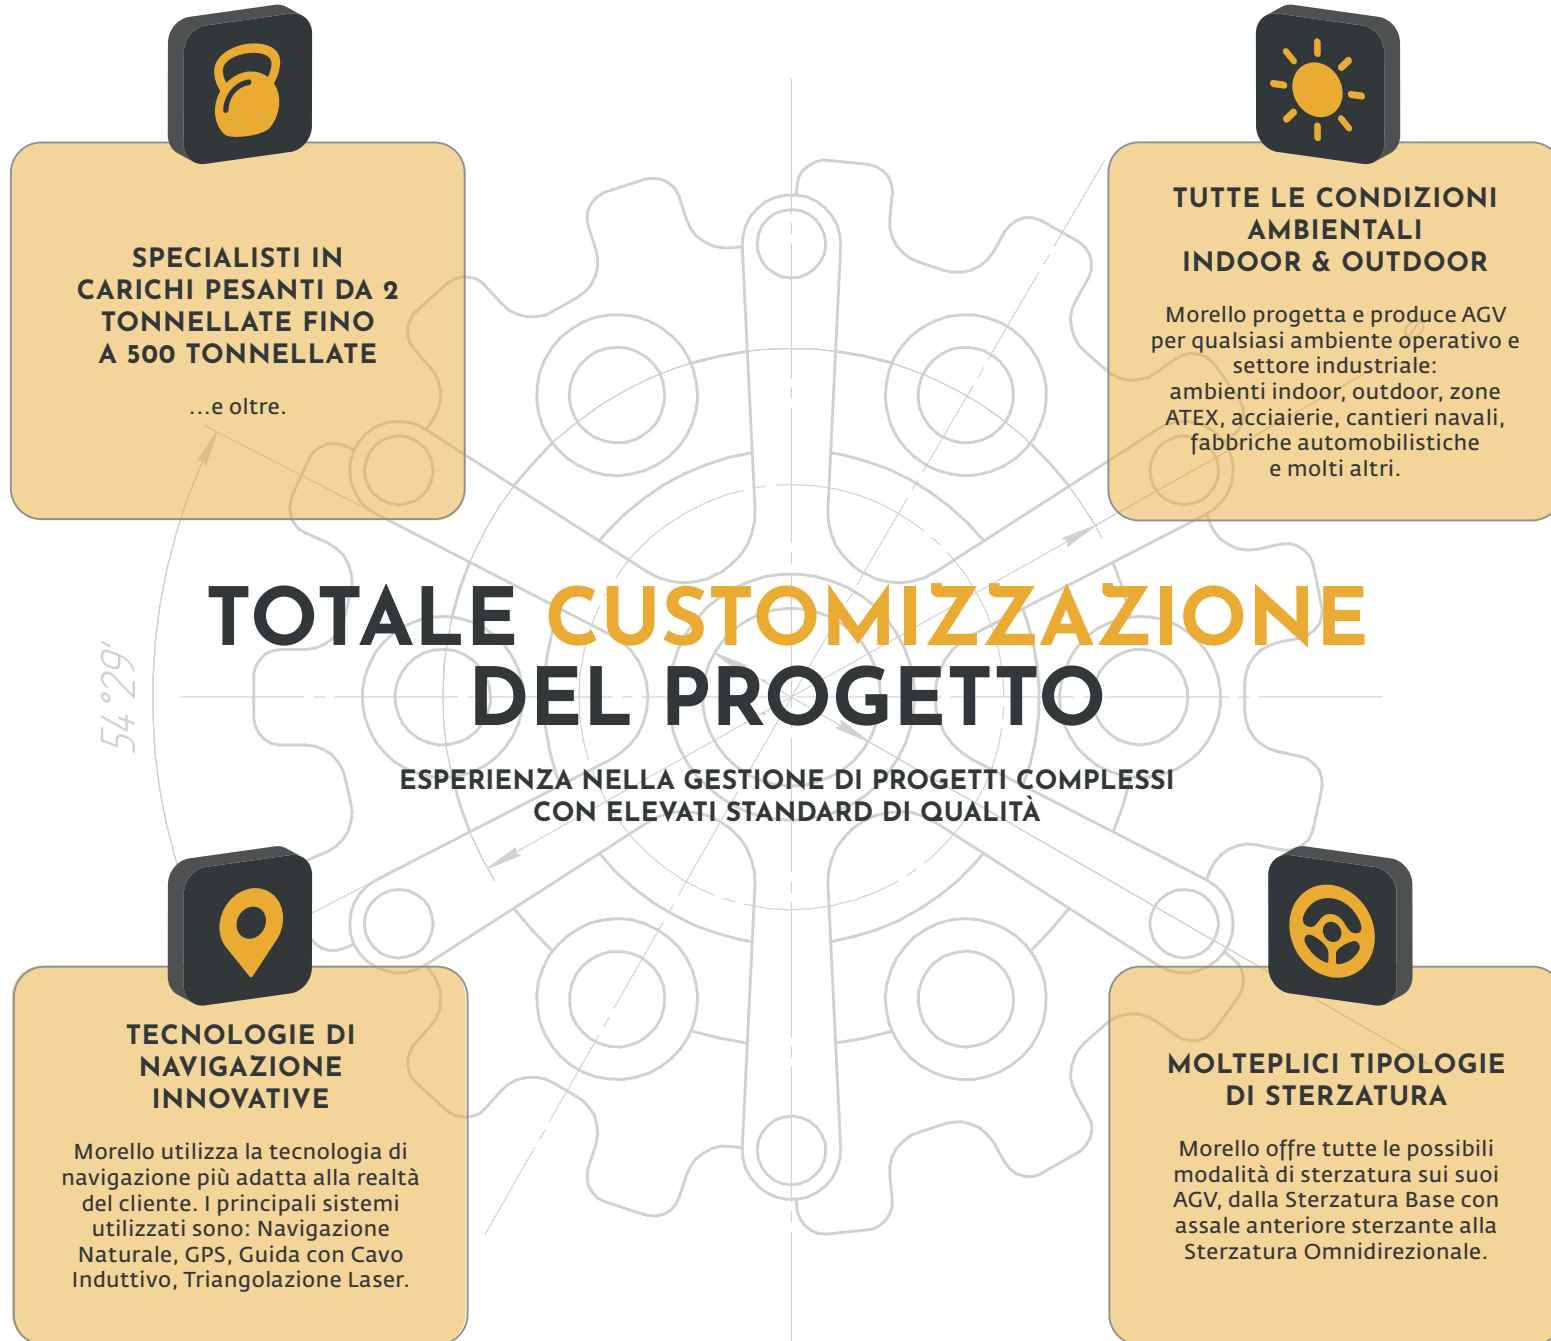 SPECIALISTI IN
CARICHI PESANTI DA 2
TONNELLATE FINO
A 500 TONNELLATE
...e oltre.
TUTTE LE CONDIZIONI
AMBIENTALI
INDOOR & OUTDOOR
Morello progetta e produce AGV
per qualsiasi ambiente operativo e
settore industriale:
ambienti indoor, outdoor, zone
ATEX, acciaierie, cantieri navali,
fabbriche automobilistiche
e molti altri.
TOTALE CUSTOMIZZAZIONE
DEL PROGETTO
54°29'
ESPERIENZA NELLA GESTIONE DI PROGETTI COMPLESSI
CON ELEVATI STANDARD DI QUALITÀ
TECNOLOGIE DI
NAVIGAZIONE
INNOVATIVE
Morello utilizza la tecnologia di
navigazione più adatta alla realtà
del cliente. I principali sistemi
utilizzati sono: Navigazione
Naturale, GPS, Guida con Cavo
Induttivo, Triangolazione Laser.
MOLTEPLICI TIPOLOGIE
DI STERZATURA
Morello offre tutte le possibili
modalità di sterzatura sui suoi
AGV, dalla Sterzatura Base con
assale anteriore sterzante alla
Sterzatura Omnidirezionale.